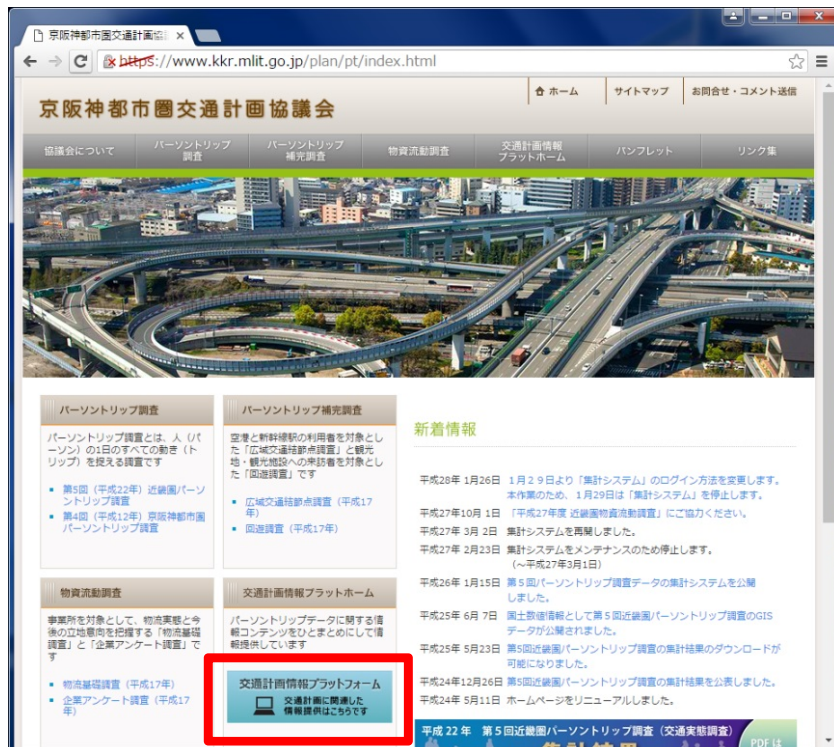 京阪神都市圏交通計画協
https://www.kkr.mlit.go.jp/plan/pt/index.html
ホーム
サイトマップ
お問合せ・コメント送信
京阪神都市圏交通計画協議会
協議会について
パーソントリップ
調査
パーソントリップ
補完調査
物資流動調査
交通計画情報
プラットホーム
パンフレット
リンク集
パーソントリップ調査
パーソントリップ調査とは、人（パ
ーソン）の1日のすべての動き（ト
リップ）を捉える調査です
第5回（平成22年）近畿圏パーソ
ントリップ調査
第4回（平成12年）京阪神都市圏
パーソントリップ調査
パーソントリップ補完調査
空港と新幹線駅の利用者を対象とし
た「広域交通結節点調査」と観光
地・観光施設への来訪者を対象とし
た「回遊調査」です
広域交通結節点調査（平成17
年）
回遊調査（平成17年）
物資流動調査
事業所を対象として、物流実態と今
後の立地意向を把握する「物流基礎
調査」と「企業アンケート調査」で
す
物流基礎調査（平成17年）
企業アンケート調査（平成17
年）
交通計画情報プラットホーム
パーソントリップデータに関する情
報コンテンツをひとまとめにして情
報提供しています
交通計画情報プラットフォーム
交通計画に関連した
情報提供はこちらです
新着情報
平成28年 1月26日 1月29日より「集計システム」のログイン方法を変更します。
本作業のため、1月29日は「集計システム」を停止します。
平成27年10月 1日 「平成27年度 近畿圏物資流動調査」にご協力ください。
平成27年 3月 2日 集計システムを再開しました。
平成27年 2月23日 集計システムをメンテナンスのため停止します。
（～平成27年3月1日）
平成26年 1月15日 第5回パーソントリップ調査データの集計システムを公開
しました。
平成25年 6月 7日 国土数値情報として第5回近畿圏パーソントリップ調査のGIS
データが公開されました。
平成25年 5月23日 第5回近畿圏パーソントリップ調査の集計結果のダウンロードが
可能になりました。
平成24年12月26日 第5回近畿圏パーソントリップ調査の集計結果を公表しました。
平成24年 5月11日 ホームページをリニューアルしました。
平成22年 第5回近畿圏パーソントリップ調査（交通実態調査）
集計結果
PDFは